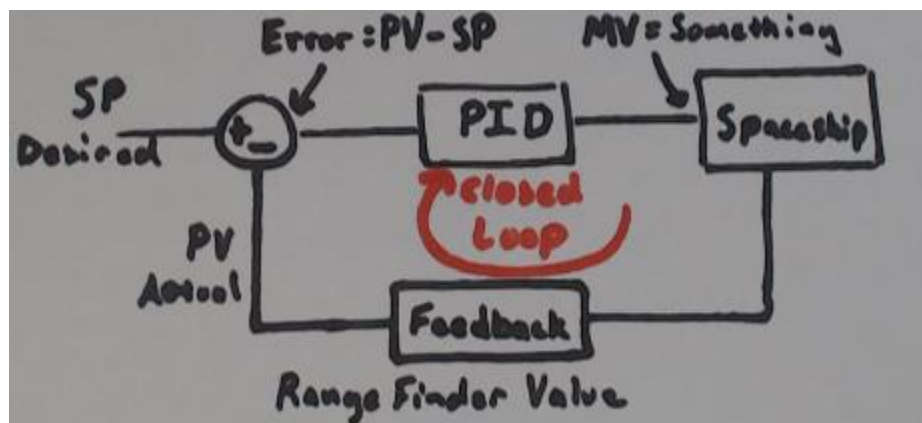 Error: PV-SP
MV= Something
SP
Desired
+-
PID
Spaceship
Closed
Loop
PV
Actual
Feedback
Range Finder Value